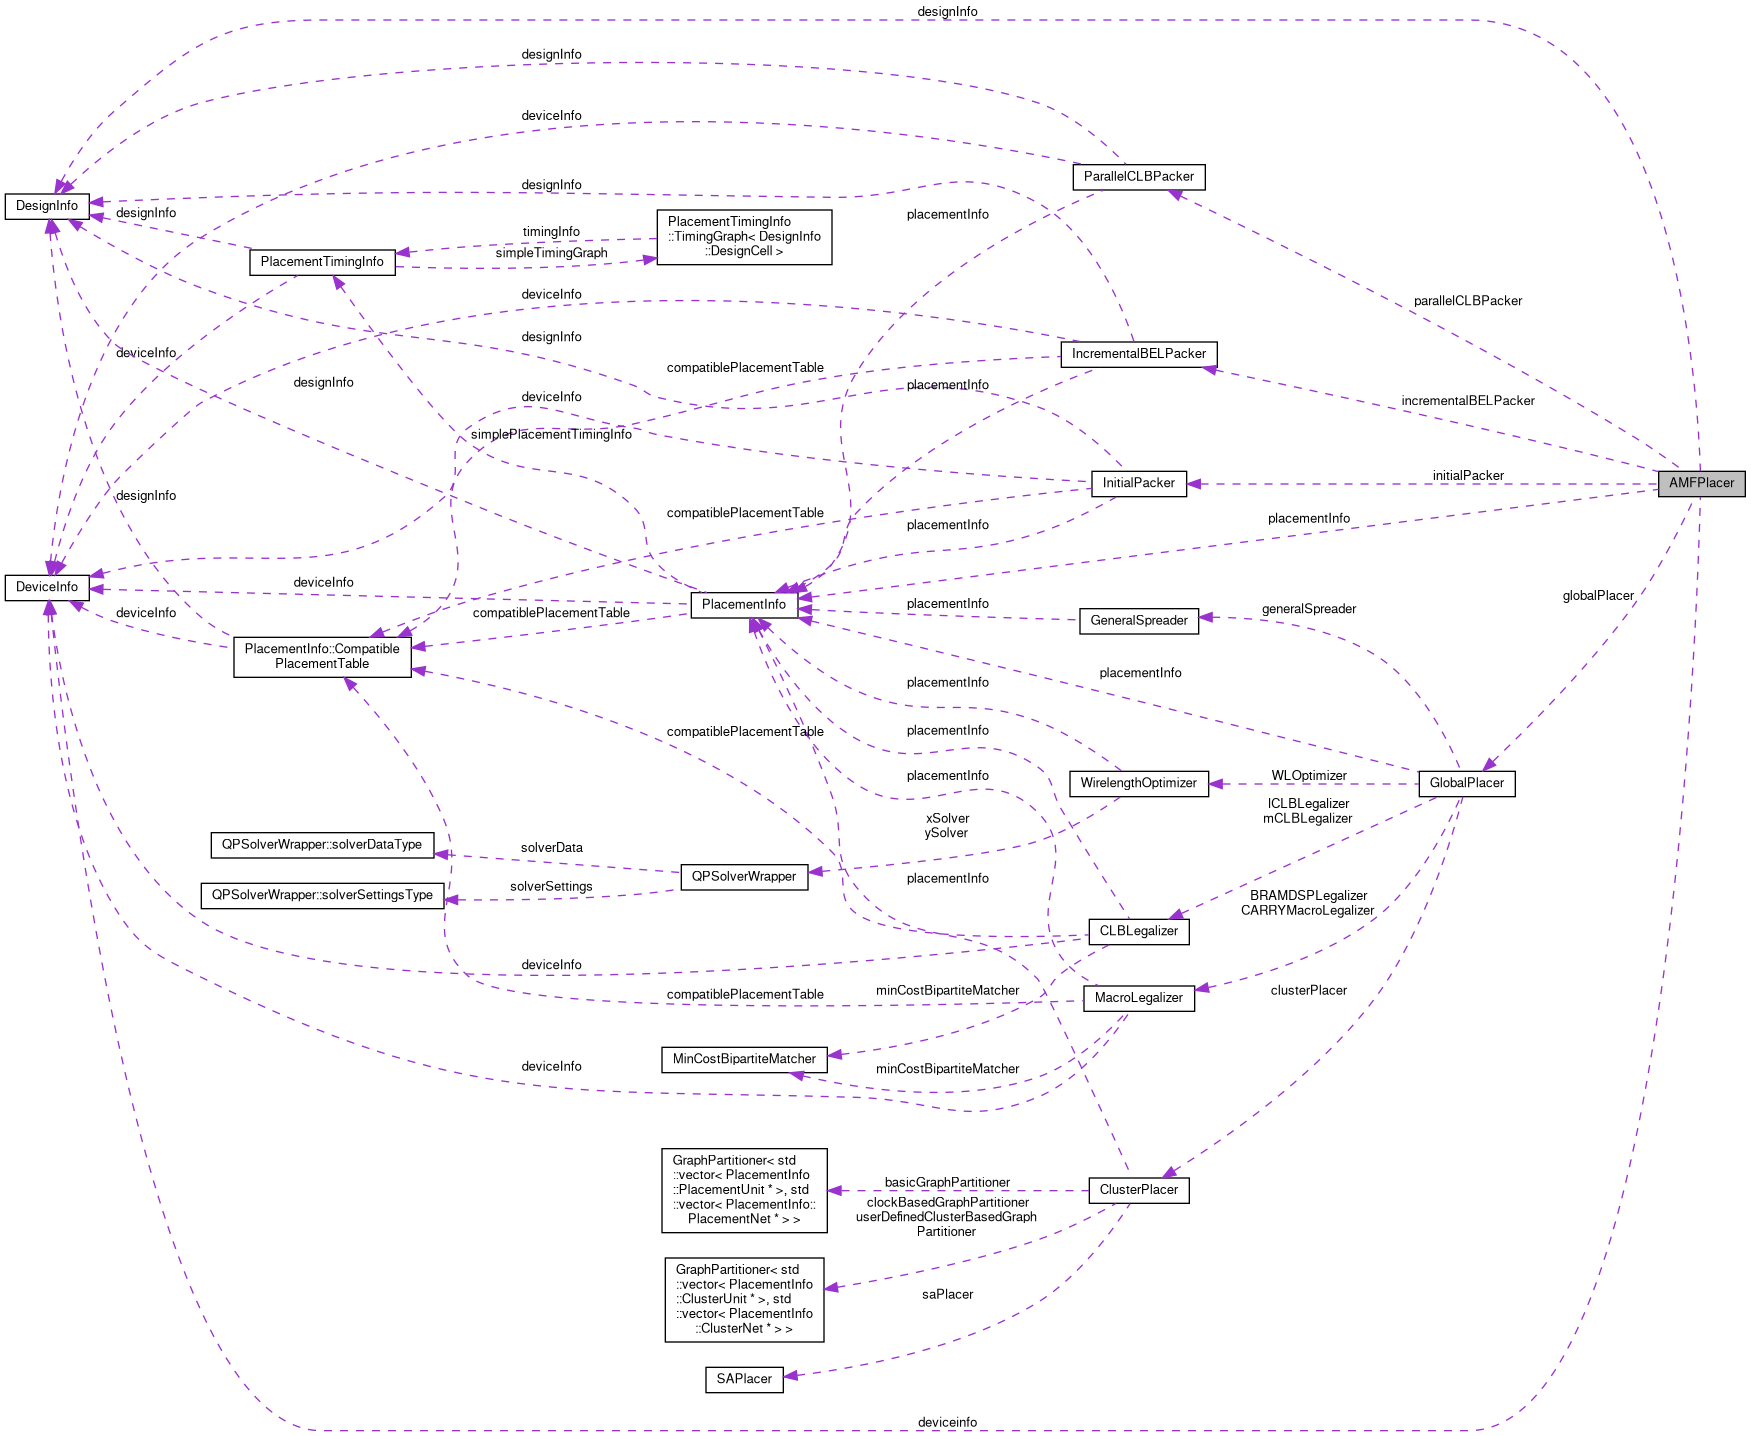 designInfo
designInfo
deviceInfo
ParallelCLBPacker
designInfo
DesignInfo
designInfo
PlacementTimingInfo
::TimingGraph< DesignInfo
::DesignCell >
placementInfo
timingInfo
simpleTimingGraph
PlacementTimingInfo
deviceInfo
parallelCLBPacker
designInfo
deviceInfo
IncrementalBELPacker
compatiblePlacementTable
designInfo
placementInfo
deviceInfo
incrementalBELPacker
simplePlacementTimingInfo
initialPacker
InitialPacker
AMFPlacer
designInfo
compatiblePlacementTable
placementInfo
placementInfo
deviceInfo
DeviceInfo
globalPlacer
PlacementInfo
placementInfo
generalSpreader
deviceInfo
compatiblePlacementTable
GeneralSpreader
PlacementInfo::Compatible
PlacementTable
placementInfo
placementInfo
compatiblePlacementTable
placementInfo
placementInfo
WirelengthOptimizer
WLOptimizer
GlobalPlacer
lCLBLegalizer
mCLBLegalizer
xSolver
ySolver
QPSolverWrapper::solverDataType
solverData
QPSolverWrapper
placementInfo
QPSolverWrapper::solverSettingsType
solverSettings
BRAMDSPLegalizer
CARRYMacroLegalizer
CLBLegalizer
deviceInfo
compatiblePlacementTable
minCostBipartiteMatcher
MacroLegalizer
clusterPlacer
MinCostBipartiteMatcher
deviceInfo
minCostBipartiteMatcher
GraphPartitioner< std
::vector< PlacementInfo
::PlacementUnit * >, std
::vector< PlacementInfo::
PlacementNet * > >
basicGraphPartitioner
ClusterPlacer
clockBasedGraphPartitioner
userDefinedClusterBasedGraph
Partitioner
GraphPartitioner< std
::vector< PlacementInfo
::ClusterUnit * >, std
::vector< PlacementInfo
::ClusterNet * > >
saPlacer
SAPlacer
deviceinfo